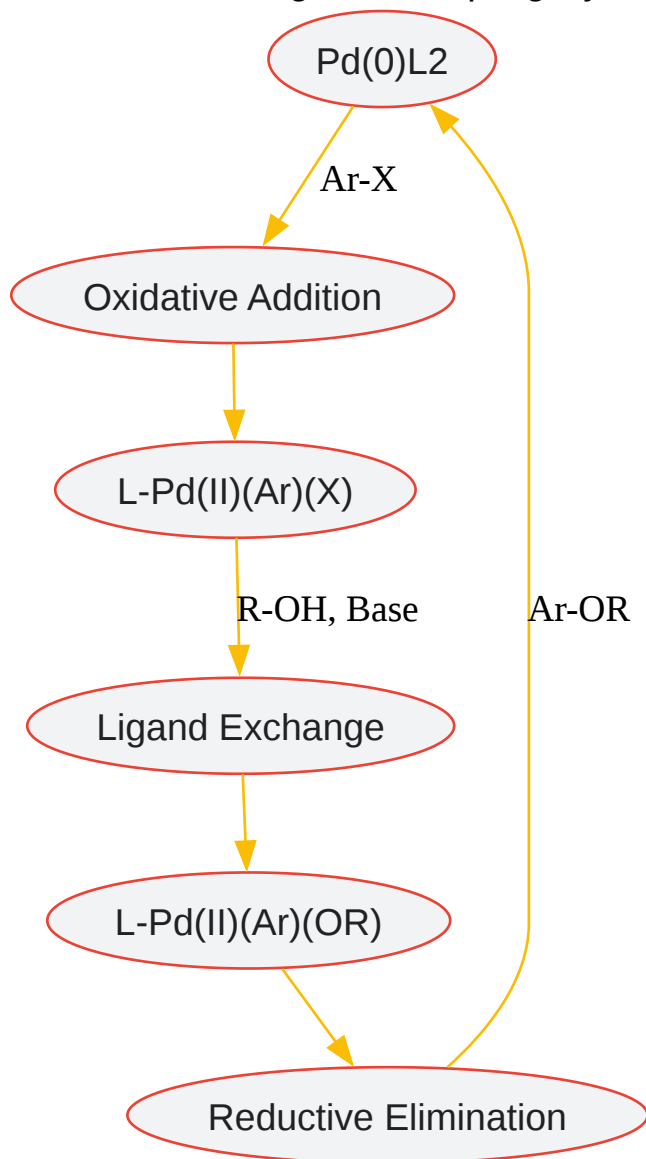 Pd(0)L2
Ar-X
Oxidative Addition
L-Pd(II)(Ar)(X)
R-OH, Base
Ar-OR
Ligand Exchange
L-Pd(II)(Ar)(OR)
Reductive Elimination